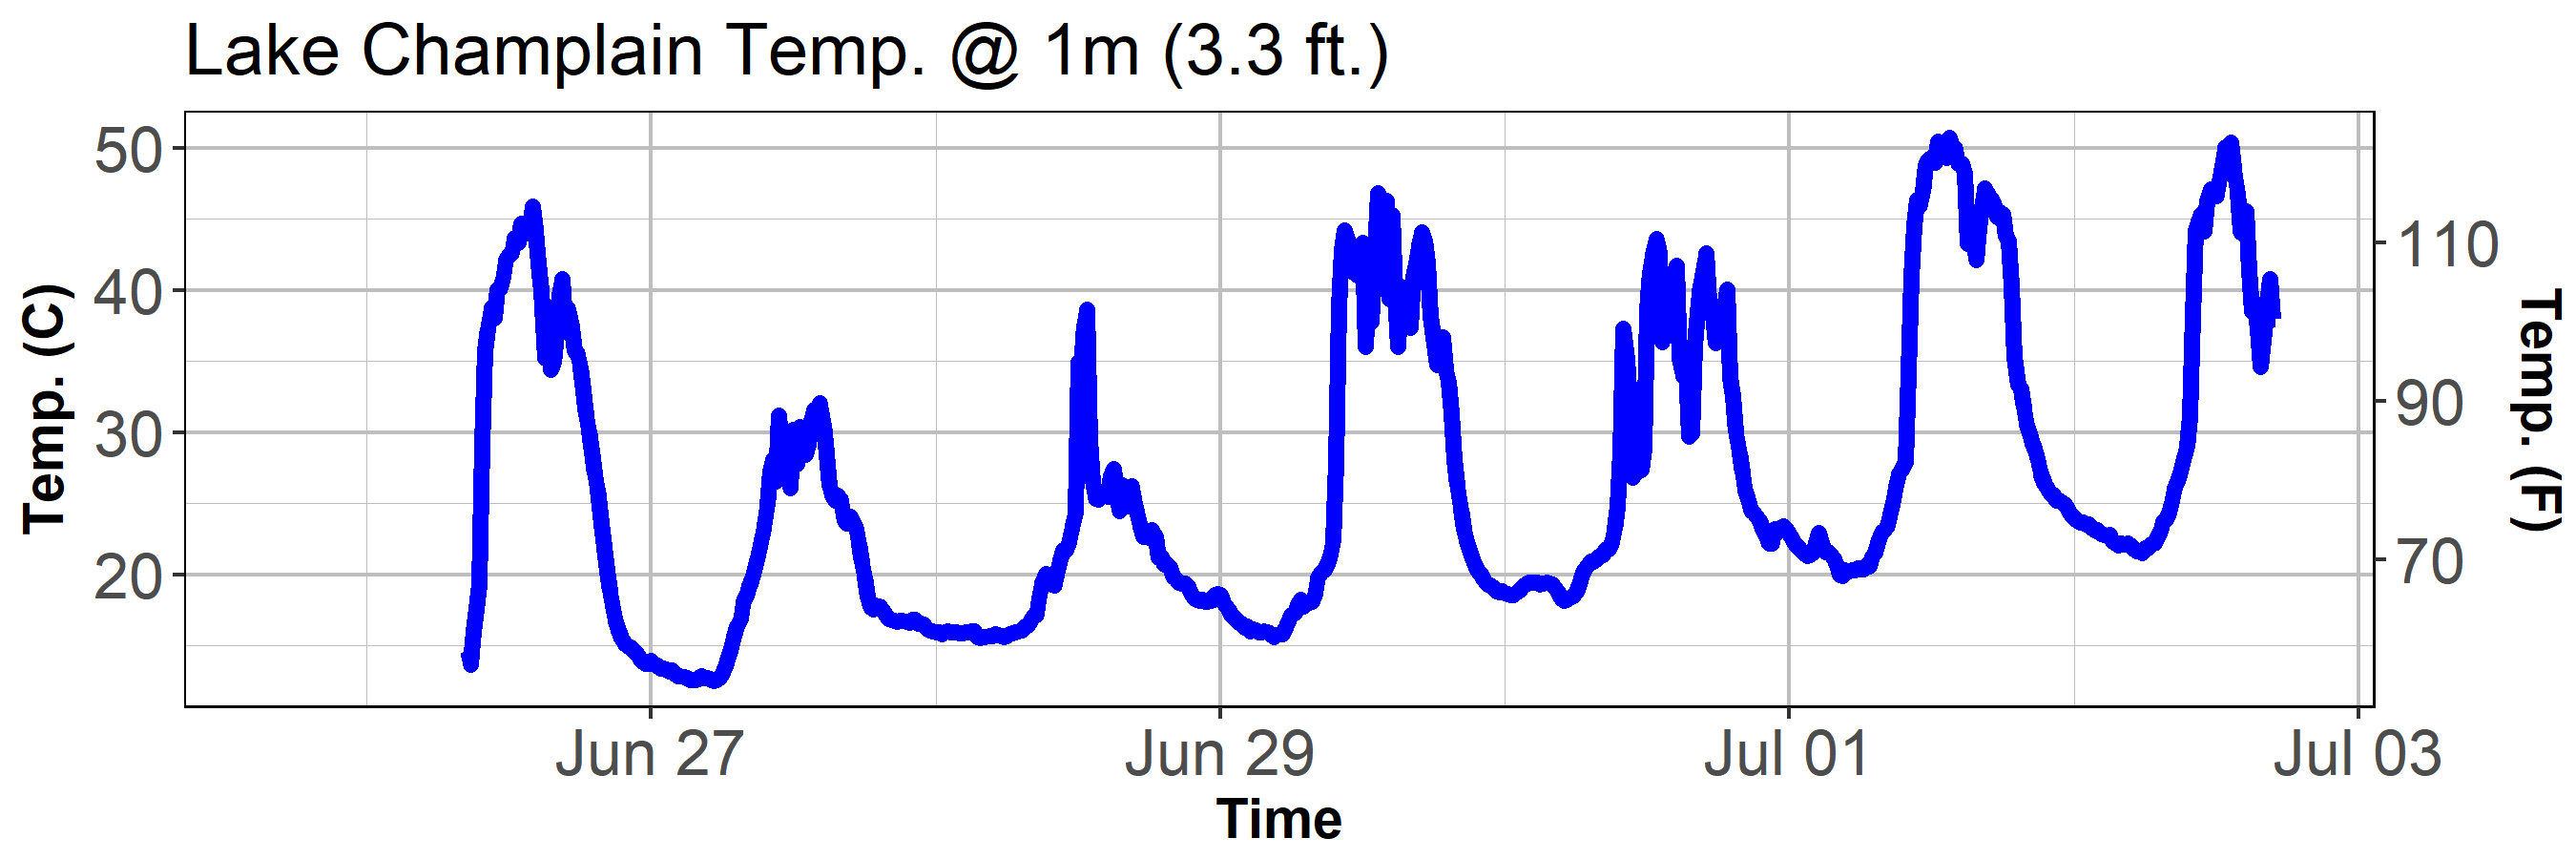 Lake Champlain Temp. @ 1m (3.3 ft.)
50
40
30
20
Temp. (C)
110
90
70
Temp. (F)
Jun 27
Jun 29
Jul 01
Jul 03
Time